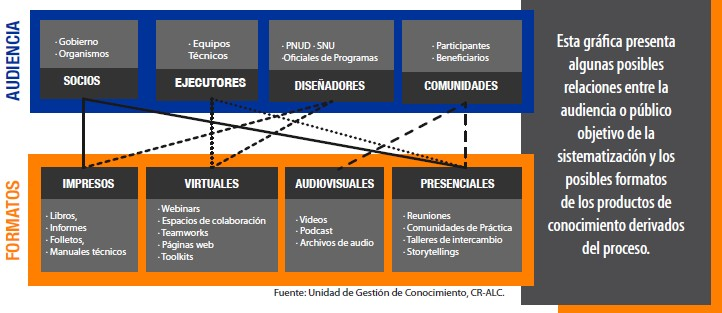 AUDIENCIA
· Gobierno
· Organismos
SOCIOS
· Equipos
Técnicos
EJECUTORES
· PNUD - SNU
·Oficiales de Programas
DISEÑADORES
· Participantes
· Beneficiarios
COMUNIDADES
FORMATOS
IMPRESOS
· Libros,
· Informes
· Folletos,
· Manuales técnicos
VIRTUALES
· Webinars
· Espacios de colaboración
· Teamworks
· Páginas web
· Toolkits
AUDIOVISUALES
· Videos
· Podcast
· Archivos de audio
PRESENCIALES
· Reuniones
· Comunidades de Práctica
· Talleres de intercambio
· Storytellings
Fuente: Unidad de Gestión de Conocimiento, CR-ALC.
Esta gráfica presenta
algunas posibles
relaciones entre la
audiencia o público
objetivo de la
sistematización y los
posibles formatos
de los productos de
conocimiento derivados
del proceso.